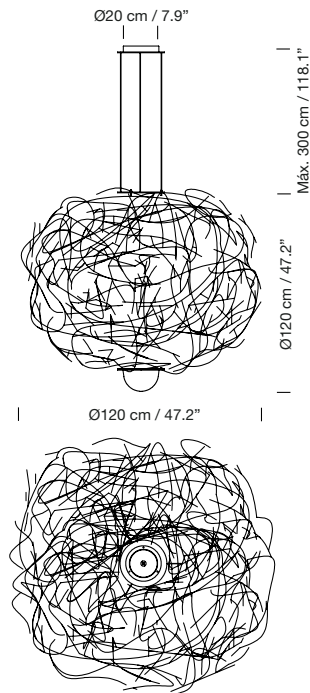 Ø20 cm / 7.9”
Máx. 300 cm / 118.1”
Ø120 cm / 47.2”
Ø120 cm / 47.2”